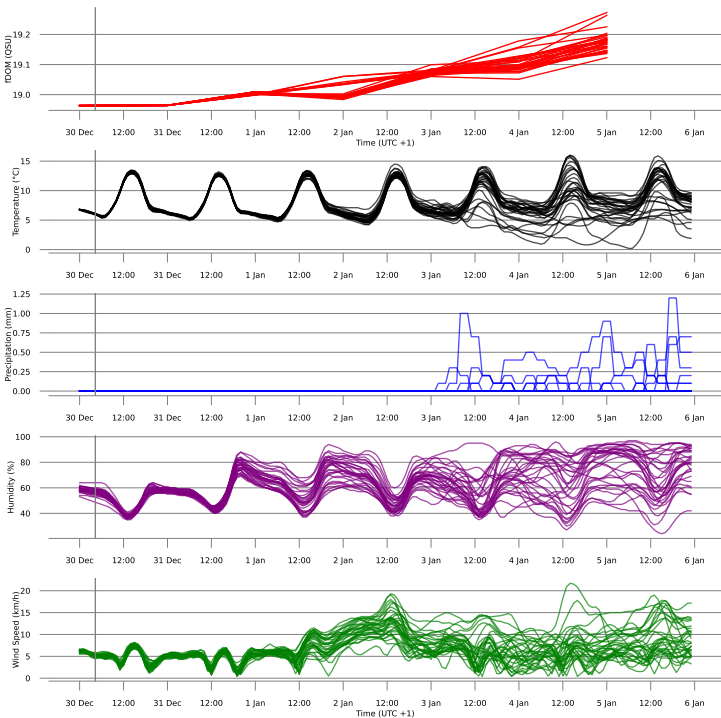 fDOM (QSU)
19.2
19.1
19.0
30 Dec 12:00 31 Dec 12:00 1 Jan 12:00 2 Jan 12:00 3 Jan 12:00 4 Jan 12:00 5 Jan 12:00 6 Jan
Time (UTC +1)
Temperature (°C)
15
10
5
0
30 Dec 12:00 31 Dec 12:00 1 Jan 12:00 2 Jan 12:00 3 Jan 12:00 4 Jan 12:00 5 Jan 12:00 6 Jan
Precipitation (mm)
1.25
1.00
0.75
0.50
0.25
0.00
30 Dec 12:00 31 Dec 12:00 1 Jan 12:00 2 Jan 12:00 3 Jan 12:00 4 Jan 12:00 5 Jan 12:00 6 Jan
Humidity (%)
100
80
60
40
30 Dec 12:00 31 Dec 12:00 1 Jan 12:00 2 Jan 12:00 3 Jan 12:00 4 Jan 12:00 5 Jan 12:00 6 Jan
Wind Speed (km/h)
20
15
10
5
0
30 Dec 12:00 31 Dec 12:00 1 Jan 12:00 2 Jan 12:00 3 Jan 12:00 4 Jan 12:00 5 Jan 12:00 6 Jan
Time (UTC +1)